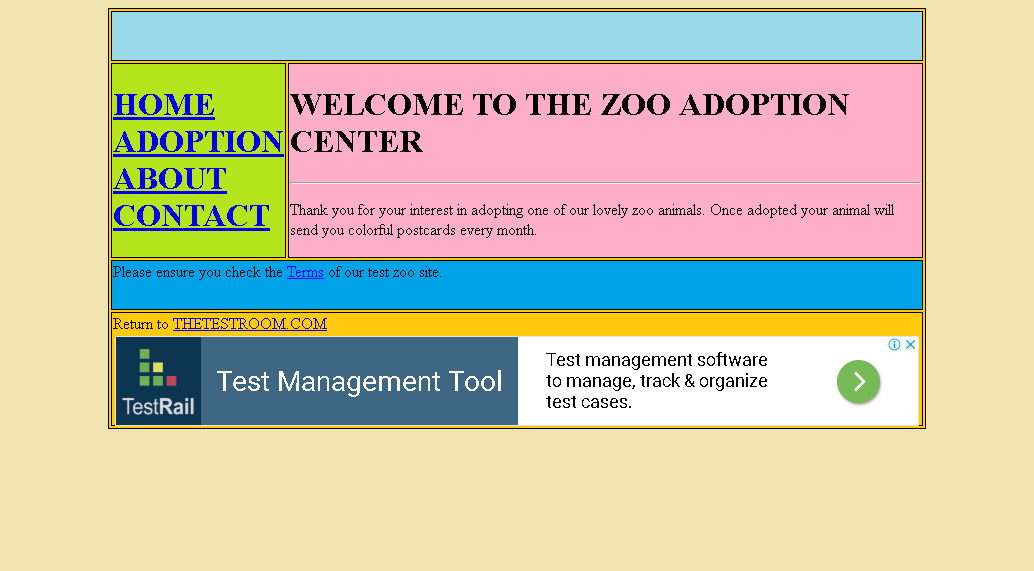 HOME
ADOPTION
ABOUT
CONTACT
WELCOME TO THE ZOO ADOPTION
CENTER
Thank you for your interest in adopting one of our lovely zoo animals. Once adopted your animal will
send you colorful postcards every month.
Please ensure you check the Terms of our test zoo site.
Return to THETESTROOM.COM
TestRail
Test Management Tool
Test management software
to manage, track & organize
test cases.